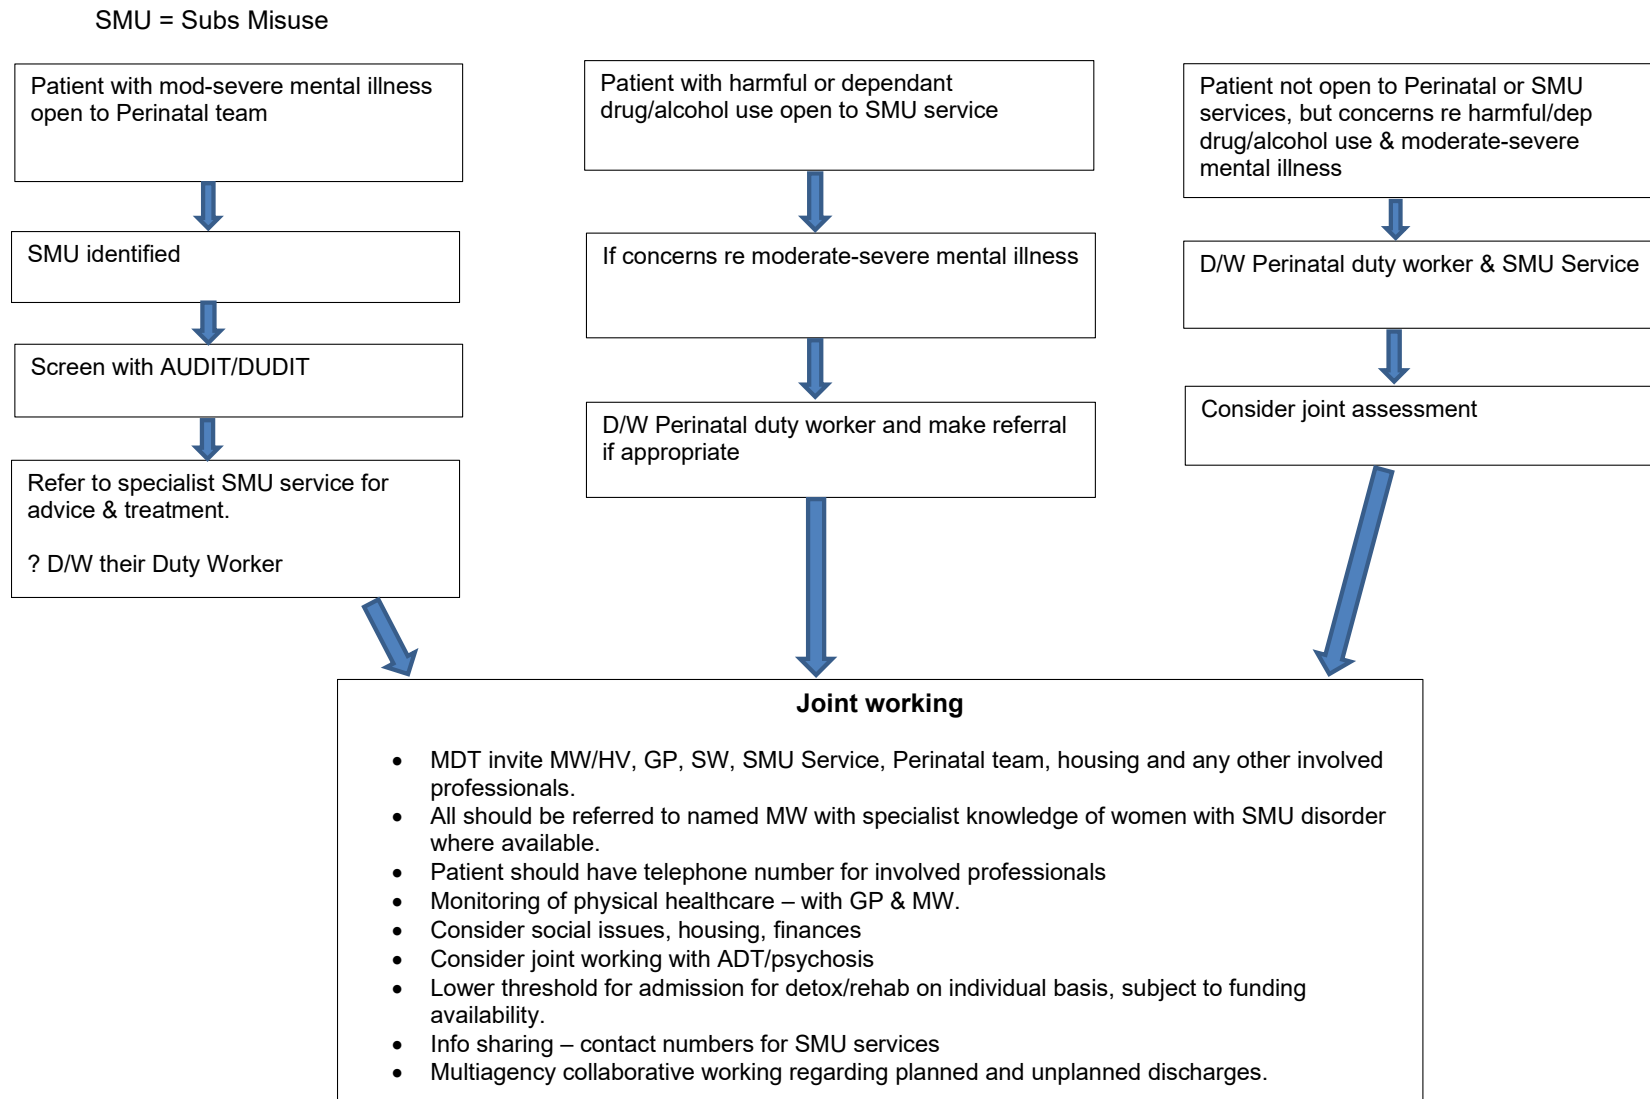 SMU = Subs Misuse
Patient with mod-severe mental illness
open to Perinatal team
SMU identified
Screen with AUDIT/DUDIT
Refer to specialist SMU service for
advice & treatment.
? D/W their Duty Worker
Patient with harmful or dependant
drug/alcohol use open to SMU service
If concerns re moderate-severe mental illness
D/W Perinatal duty worker and make referral
if appropriate
Patient not open to Perinatal or SMU
services, but concerns re harmful/dep
drug/alcohol use & moderate-severe
mental illness
D/W Perinatal duty worker & SMU Service
Consider joint assessment
Joint working
• MDT invite MW/HV, GP, SW, SMU Service, Perinatal team, housing and any other involved
professionals.
• All should be referred to named MW with specialist knowledge of women with SMU disorder
where available.
• Patient should have telephone number for involved professionals
• Monitoring of physical healthcare – with GP & MW.
• Consider social issues, housing, finances
• Consider joint working with ADT/psychosis
• Lower threshold for admission for detox/rehab on individual basis, subject to funding
availability.
• Info sharing – contact numbers for SMU services
• Multiagency collaborative working regarding planned and unplanned discharges.